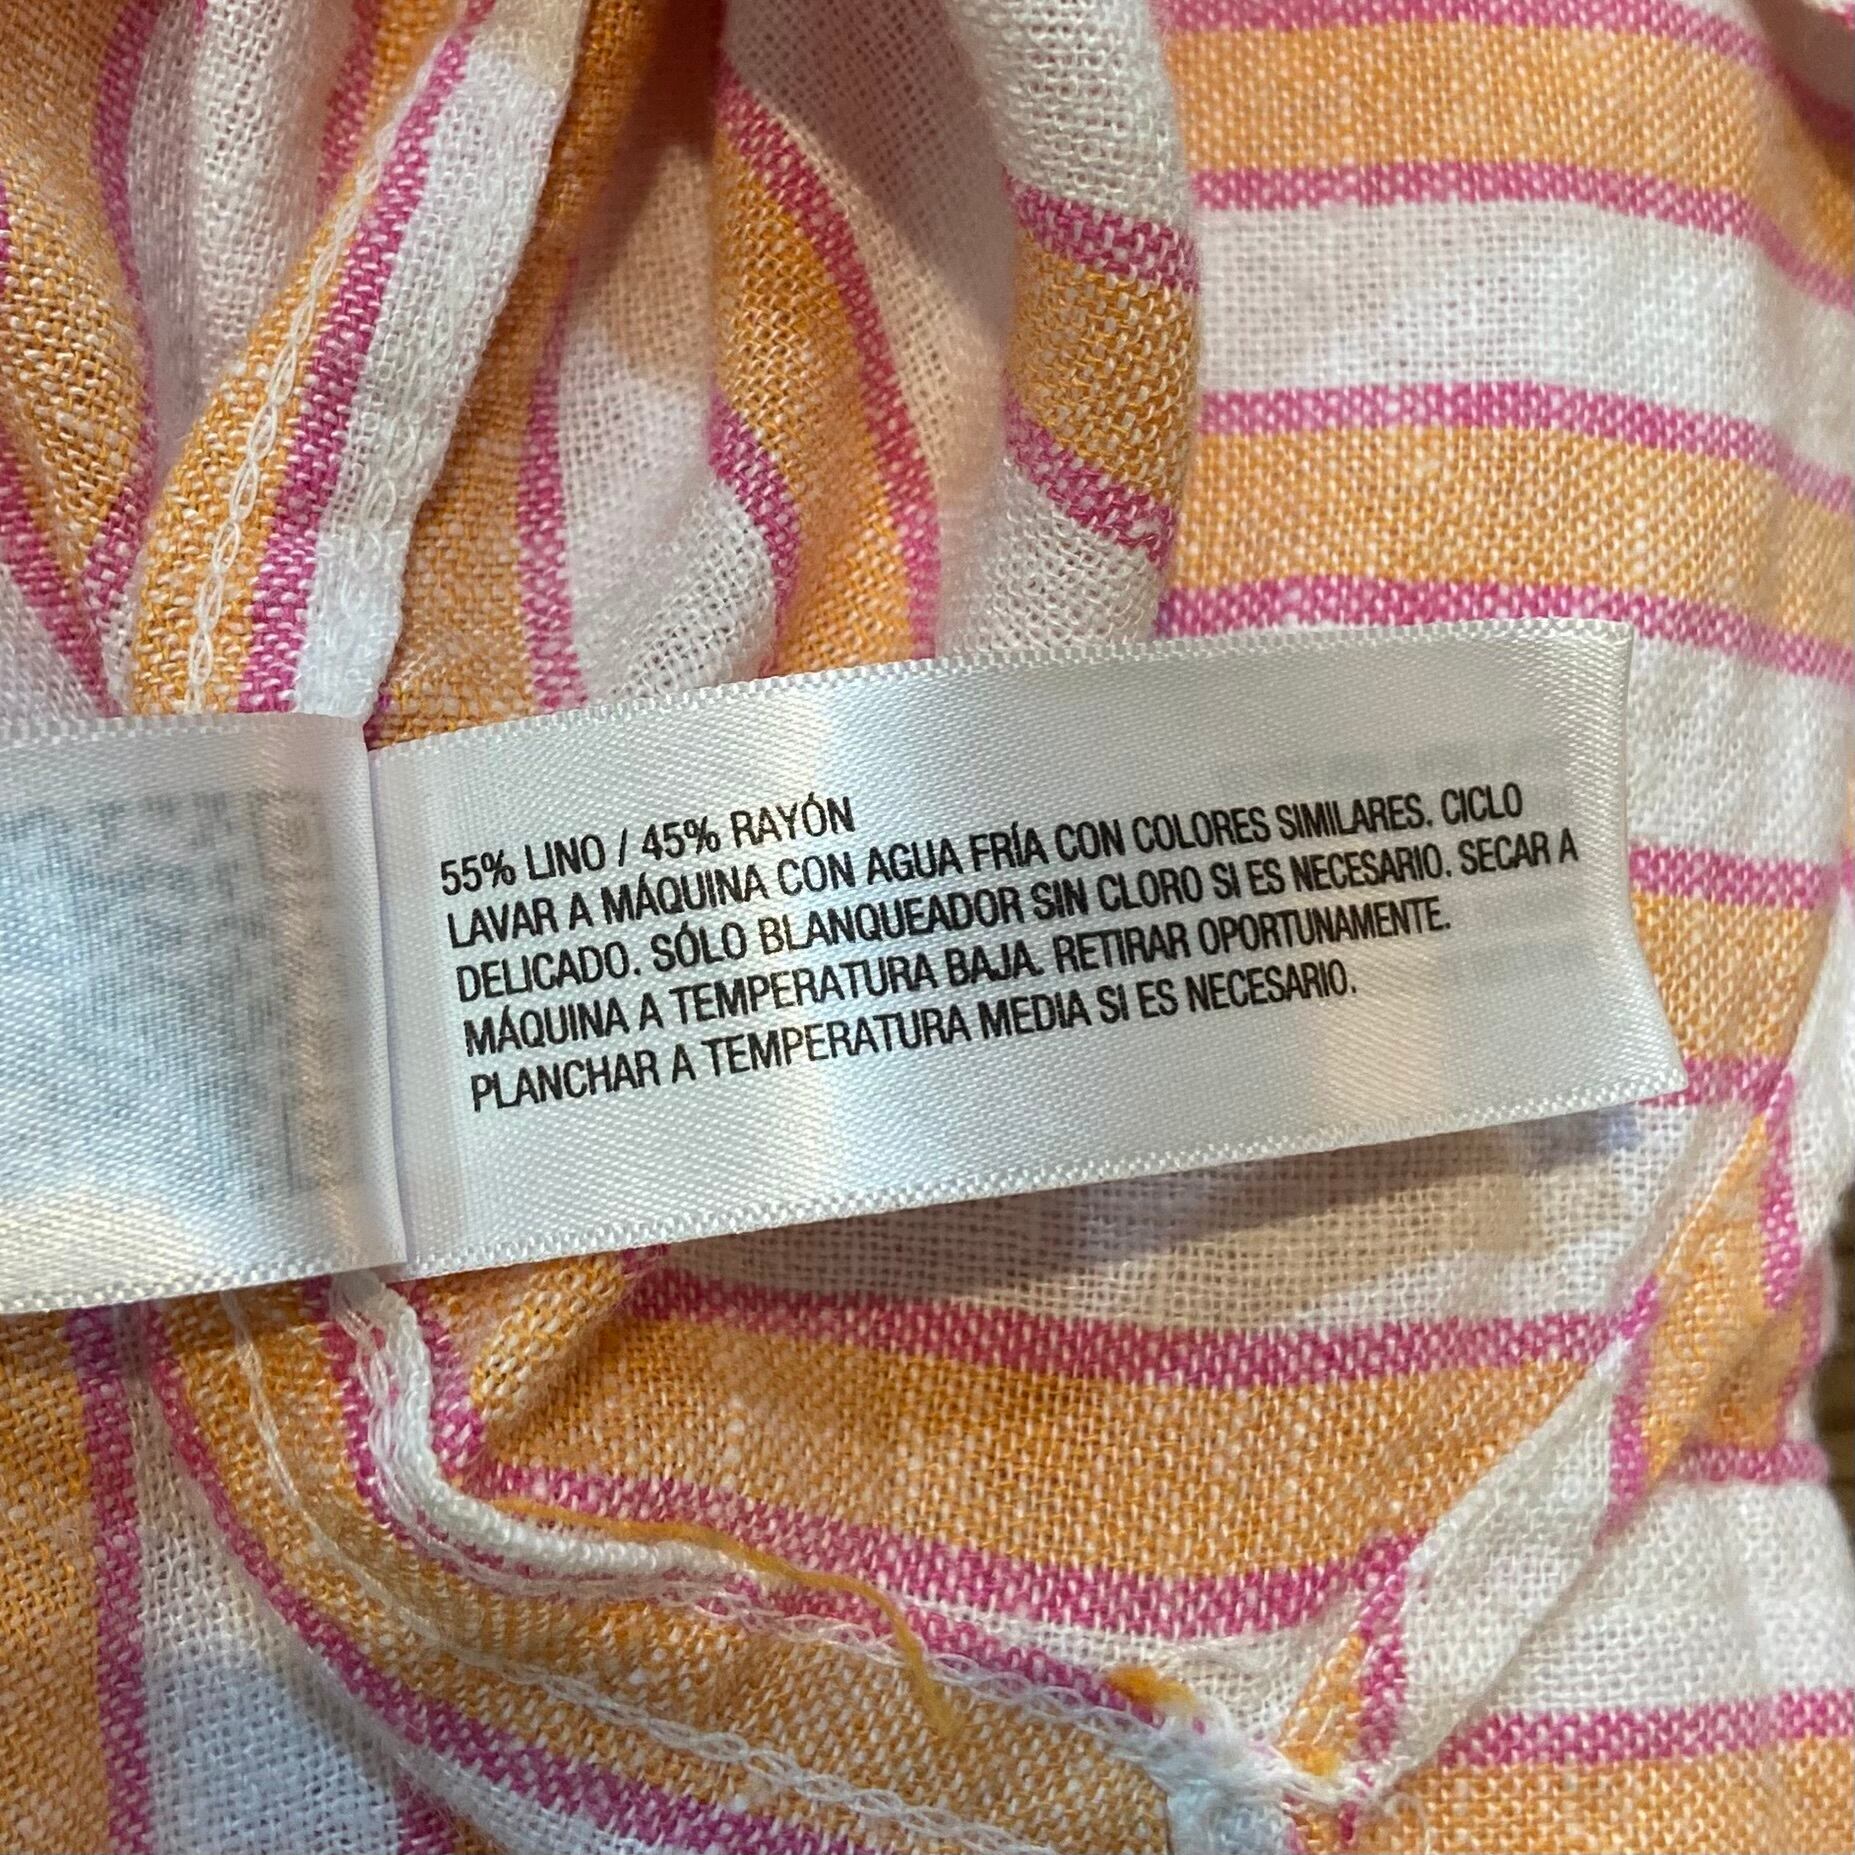 55% LINO / 45% RAYÓN
LAVAR A MÁQUINA CON AGUA FRÍA CON COLORES SIMILARES. CICLO
DELICADO. SÓLO BLANQUEADOR SIN CLORO SI ES NECESARIO. SECAR A
MÁQUINA A TEMPERATURA BAJA. RETIRAR OPORTUNAMENTE.
PLANCHAR A TEMPERATURA MEDIA SI ES NECESARIO.